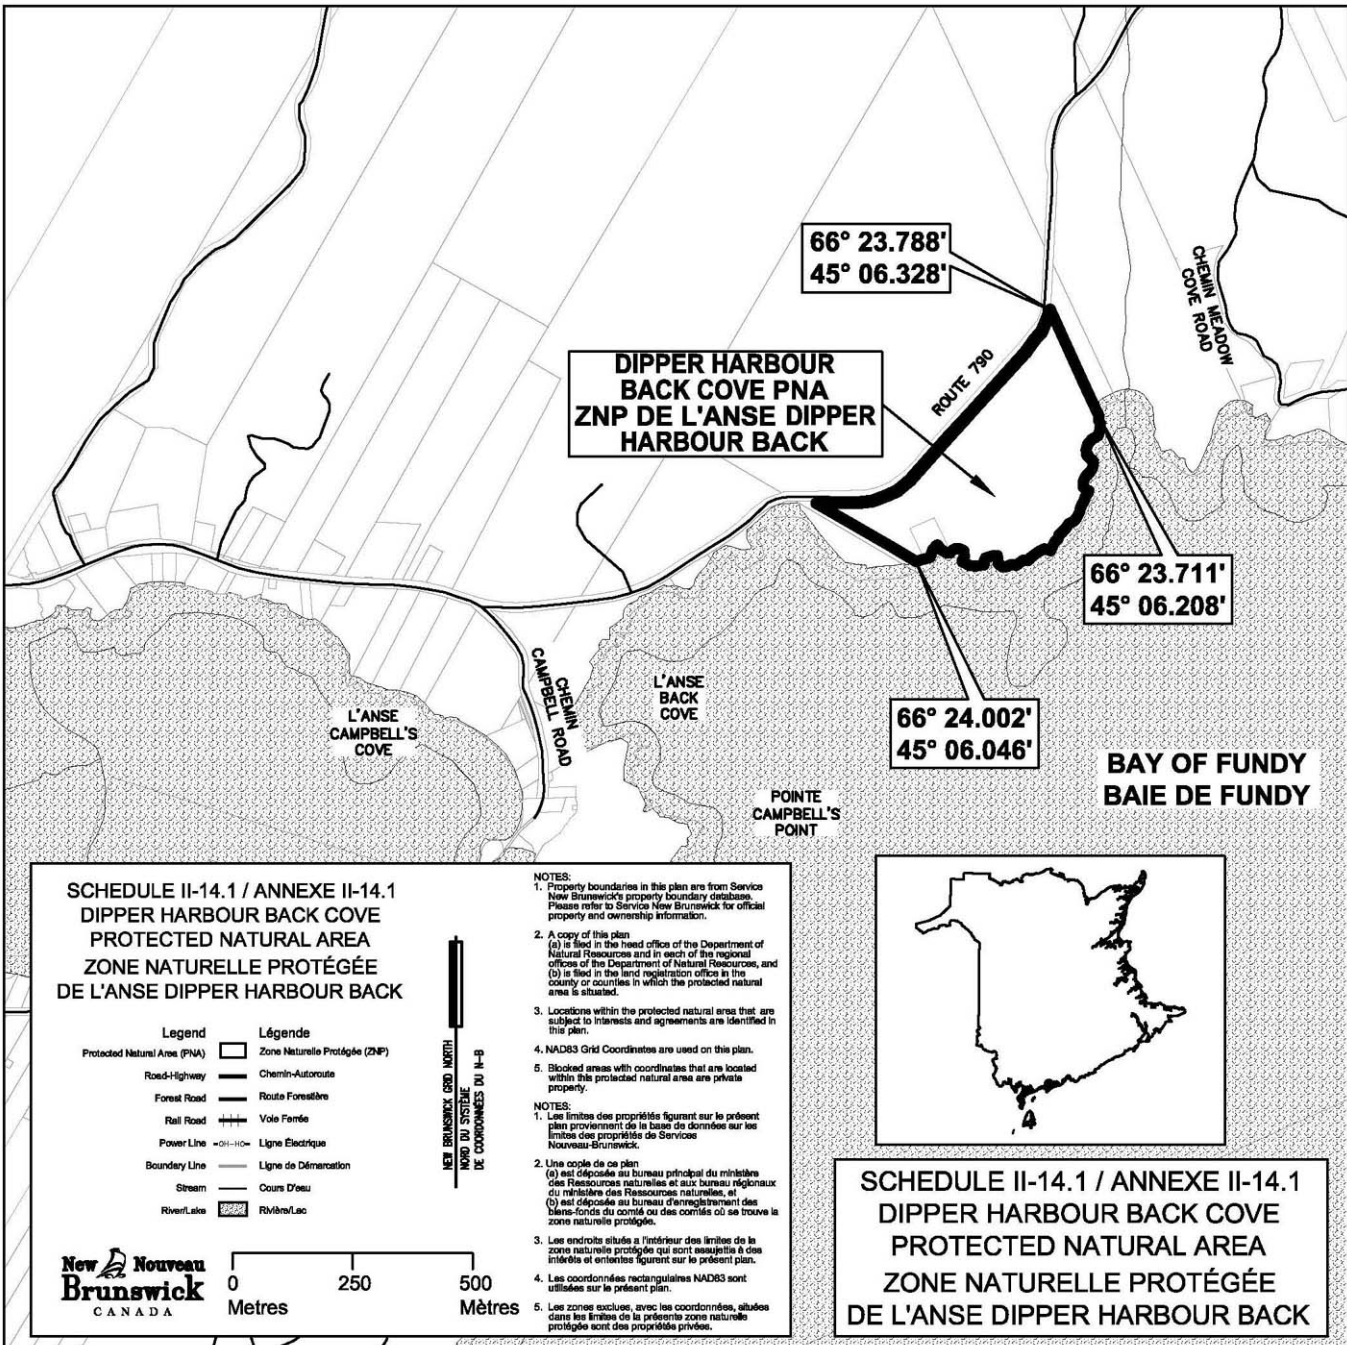 66° 23.788'
45° 06.328'
CHEMIN MEADOW
COVE ROAD
DIPPER HARBOUR
BACK COVE PNA
ZNP DE L'ANSE DIPPER
HARBOUR BACK
ROUTE 790
66° 23.711'
45° 06.208'
66° 24.002'
45° 06.046'
CHEMIN
CAMPBELL ROAD
L'ANSE
BACK
COVE
L'ANSE
CAMPBELL'S
COVE
BAY OF FUNDY
BAIE DE FUNDY
POINTE
CAMPBELL'S
POINT
SCHEDULE II-14.1 / ANNEXE II-14.1
DIPPER HARBOUR BACK COVE
PROTECTED NATURAL AREA
ZONE NATURELLE PROTÉGÉE
DE L'ANSE DIPPER HARBOUR BACK
Legend Légende
Protected Natural Area (PNA) Zone Naturelle Protégée (ZNP)
Road-Highway Chemin-Autoroute
Forest Road Route Forestière
Rail Road Voie Ferrée
Power Line -OH-HO- Ligne Électrique
Boundary Line Ligne de Démarcation
Stream Cours D'eau
River/Lake Rivière/Lac
NEW BRUNSWICK GRID NORTH
NORD DU SYSTÈME
DE COORDONNÉES DU N-B
New Nouveau
Brunswick
CANADA
0 250 500
Metres Mètres
NOTES:
1. Property boundaries in this plan are from Service
New Brunswick's property boundary database.
Please refer to Service New Brunswick for official
property and ownership information.
2. A copy of this plan
(a) is filed in the head office of the Department of
Natural Resources and in each of the regional
offices of the Department of Natural Resources, and
(b) is filed in the land registration office in the
county or counties in which the protected natural
area is situated.
3. Locations within the protected natural area that are
subject to interests and agreements are identified in
this plan.
4. NAD83 Grid Coordinates are used on this plan.
5. Blocked areas with coordinates that are located
within this protected natural area are private
property.
NOTES:
1. Les limites des propriétés figurant sur le présent
plan proviennent de la base de données sur les
limites des propriétés de Services
Nouveau-Brunswick.
2. Une copie de ce plan
(a) est déposée au bureau principal du ministère
des Ressources naturelles et aux bureau régionaux
du ministère des Ressources naturelles, et
(b) est déposée au bureau d'enregistrement des
biens-fonds du comté ou des comtés où se trouve la
zone naturelle protégée.
3. Les endroits situés a l'intérieur des limites de la
zone naturelle protégée qui sont assujettis à des
intérêts et ententes figurant sur le présent plan.
4. Les coordonnées rectangulaires NAD83 sont
utilisées sur le présent plan.
5. Les zones exclues, avec les coordonnées, situées
dans les limites de la présente zone naturelle
protégée sont des propriétés privées.
SCHEDULE II-14.1 / ANNEXE II-14.1
DIPPER HARBOUR BACK COVE
PROTECTED NATURAL AREA
ZONE NATURELLE PROTÉGÉE
DE L'ANSE DIPPER HARBOUR BACK